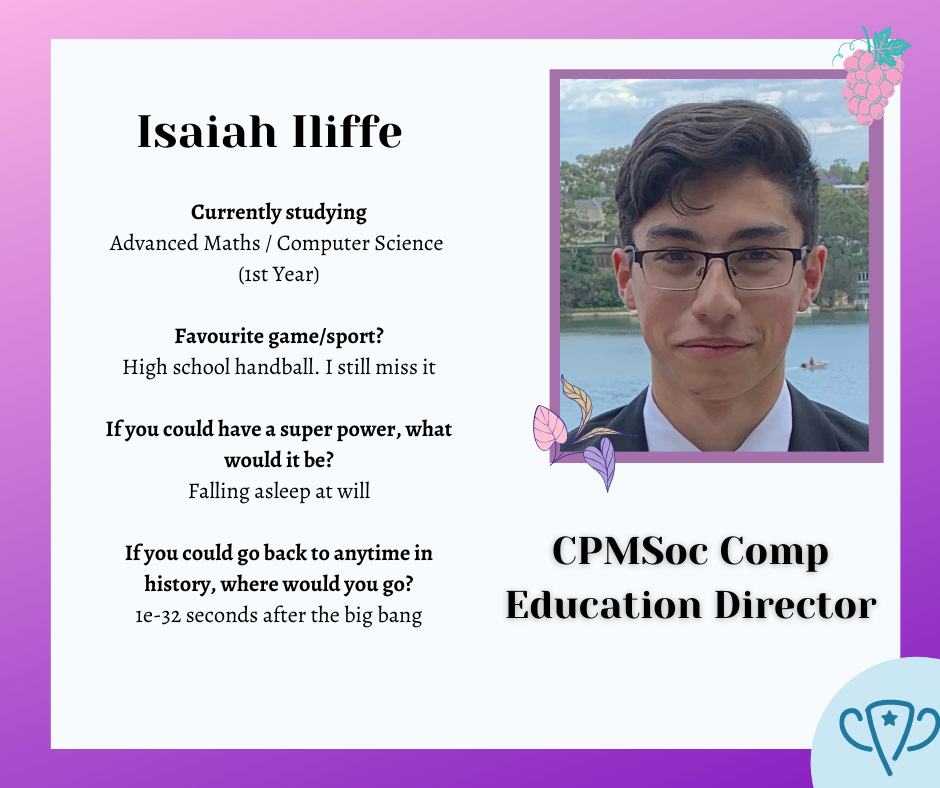 Isaiah Iliffe
Currently studying
Advanced Maths / Computer Science
(1st Year)
Favourite game/sport?
High school handball. I still miss it
If you could have a super power, what
would it be?
Falling asleep at will
If you could go back to anytime in
history, where would you go?
1e-32 seconds after the big bang
CPMSoc Comp
Education Director